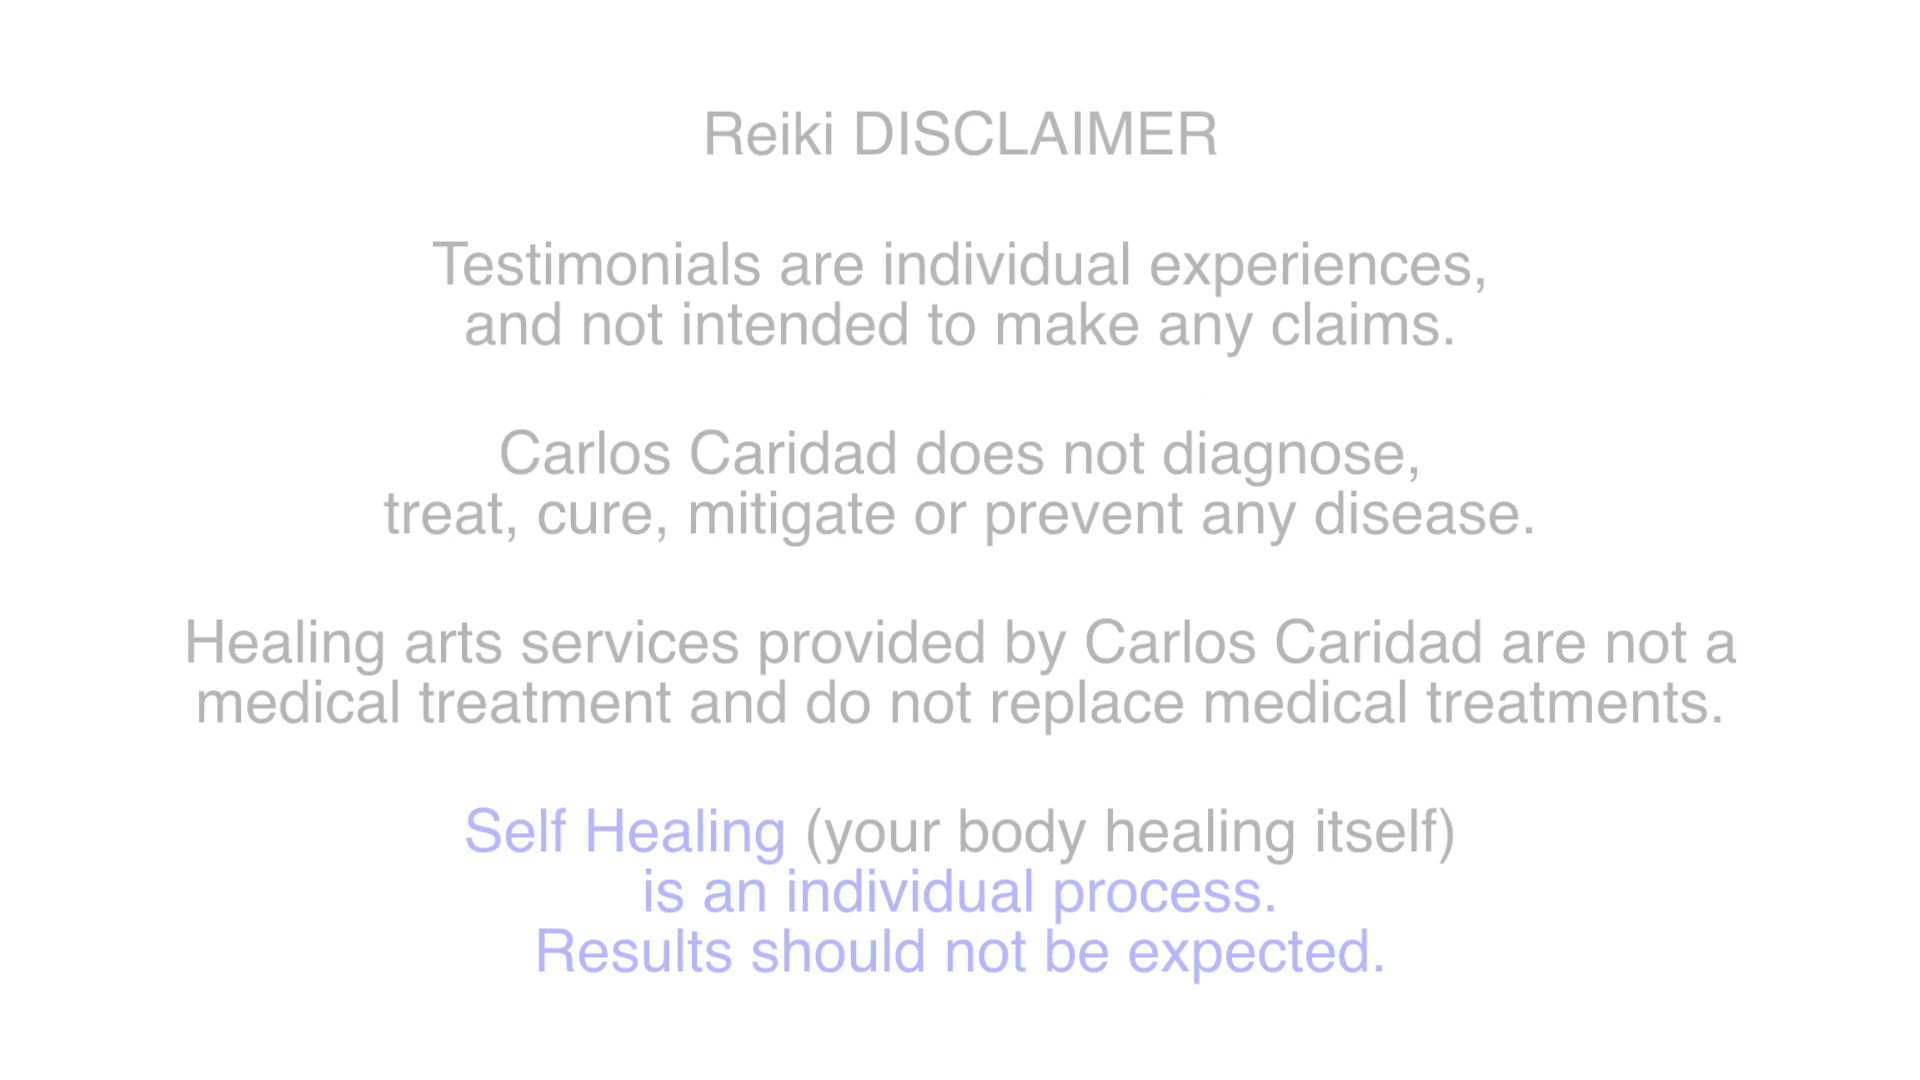 Reiki DISCLAIMER
Testimonials are individual experiences,
and not intended to make any claims.
Carlos Caridad does not diagnose,
treat, cure, mitigate or prevent any disease.
Healing arts services provided by Carlos Caridad are not a
medical treatment and do not replace medical treatments.
Self Healing (your body healing itself)
is an individual process.
Results should not be expected.